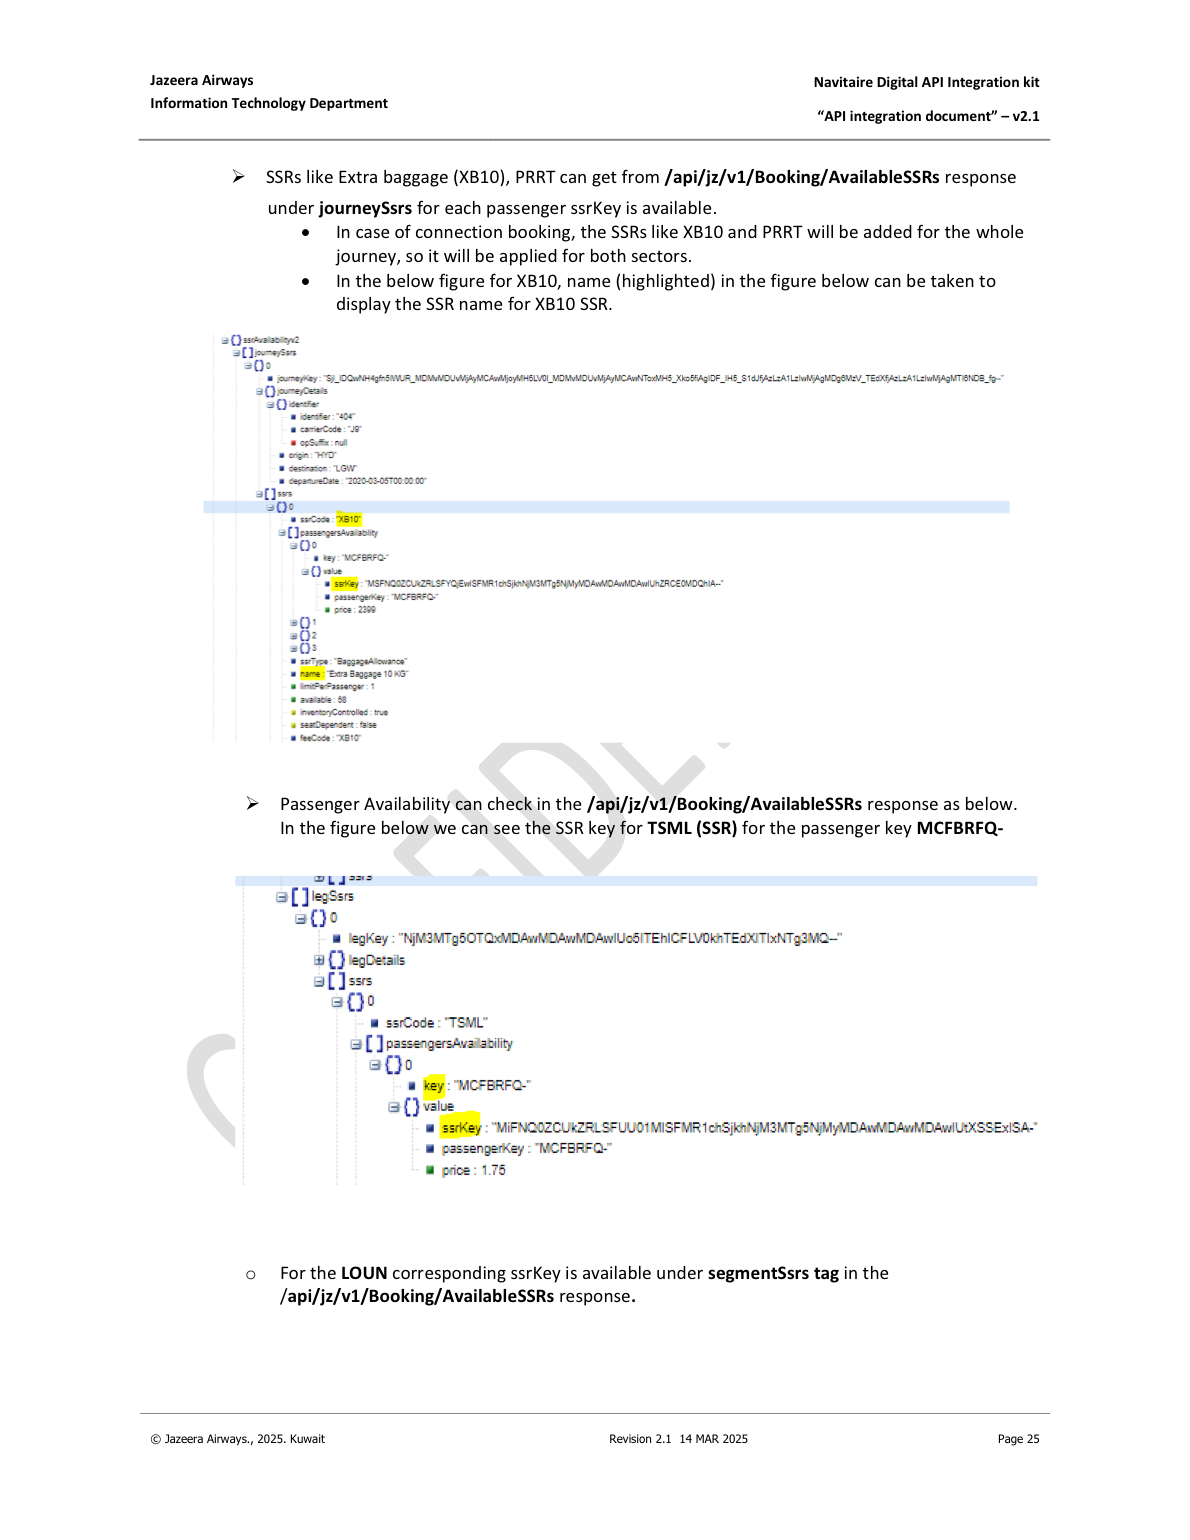 Jazeera Airways
Information Technology Department
Navitaire Digital API Integration kit
“API integration document” – v2.1
➢ SSRs like Extra baggage (XB10), PRRT can get from /api/jz/v1/Booking/AvailableSSRs response
under journeySsrs for each passenger ssrKey is available.
• In case of connection booking, the SSRs like XB10 and PRRT will be added for the whole
journey, so it will be applied for both sectors.
• In the below figure for XB10, name (highlighted) in the figure below can be taken to
display the SSR name for XB10 SSR.
ssrAvailabilityv2
[ ] journeySsrs
{ } 0
journeyKey :
{ } journeyDetails
{ } identifier
identifier : "404"
carrierCode : "J9"
opSuffix : null
origin : "HYD"
destination : "LGW"
departureDate : "2020-03-05T00:00:00"
[ ] ssrs
{ } 0
ssrCode : "XB10"
[ ] passengersAvailability
{ } 0
key : "MCFBRFQ-"
{ } value
ssrKey :
passengerKey : "MCFBRFQ-"
price : 2399
{ } 1
{ } 2
{ } 3
ssrType : "BaggageAllowance"
name : "Extra Baggage 10 KG"
limitPerPassenger : 1
available : 58
inventoryControlled : true
seatDependent : false
feeCode : "XB10"
➢ Passenger Availability can check in the /api/jz/v1/Booking/AvailableSSRs response as below.
In the figure below we can see the SSR key for TSML (SSR) for the passenger key MCFBRFQ-
[ ] ssrs
[ ] legSsrs
{ } 0
legKey :
{ } legDetails
[ ] ssrs
{ } 0
ssrCode : "TSML"
[ ] passengersAvailability
{ } 0
key : "MCFBRFQ-"
{ } value
ssrKey :
passengerKey : "MCFBRFQ-"
price : 1.75
o For the LOUN corresponding ssrKey is available under segmentSsrs tag in the
/api/jz/v1/Booking/AvailableSSRs response.
© Jazeera Airways., 2025. Kuwait
Revision 2.1 14 MAR 2025
Page 25